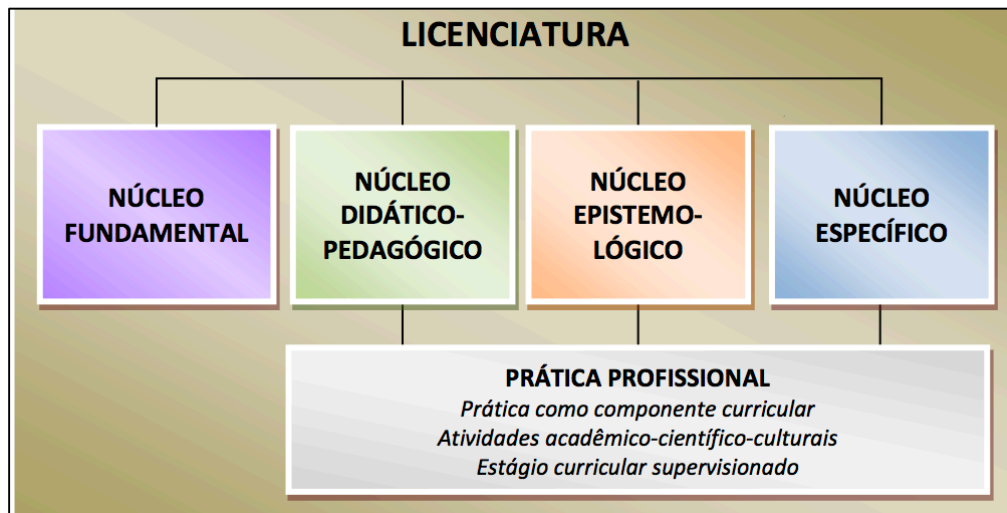 LICENCIATURA
NÚCLEO
FUNDAMENTAL
NÚCLEO
DIDÁTICO-
PEDAGÓGICO
NÚCLEO
EPISTEMO-
LÓGICO
NÚCLEO
ESPECÍFICO
PRÁTICA PROFISSIONAL
Prática como componente curricular
Atividades acadêmico-científico-culturais
Estágio curricular supervisionado